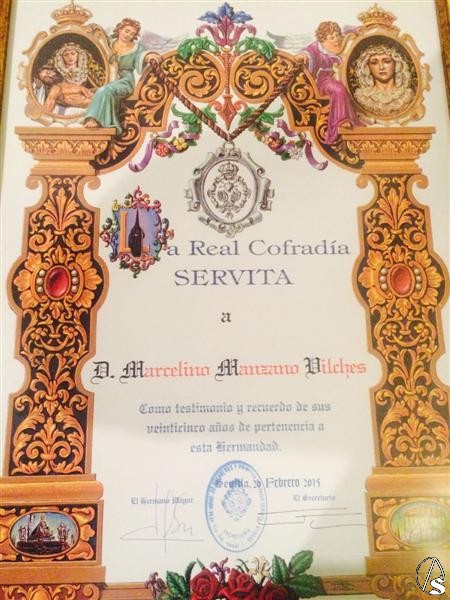 La Real Cofradía
SERVITA
a
D. Marcelino Manzano Vilches
Como testimonio y recuerdo de sus
veinticinco años de pertenencia a
esta Hermandad.
Sevilla, 20 Febrero 2015
El Hermano Mayor
El Secretario